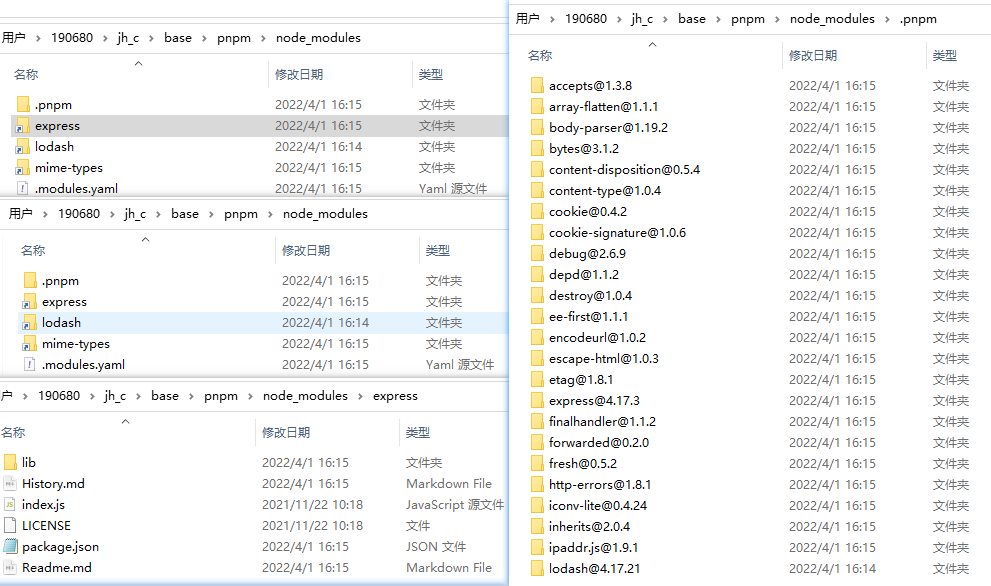 用户 › 190680 › jh_c › base › pnpm › node_modules
名称 修改日期 类型
.pnpm 2022/4/1 16:15 文件夹
express 2022/4/1 16:15 文件夹
lodash 2022/4/1 16:14 文件夹
mime-types 2022/4/1 16:15 文件夹
.modules.yaml 2022/4/1 16:15 Yaml 源文件
用户 › 190680 › jh_c › base › pnpm › node_modules
名称 修改日期 类型
.pnpm 2022/4/1 16:15 文件夹
express 2022/4/1 16:15 文件夹
lodash 2022/4/1 16:14 文件夹
mime-types 2022/4/1 16:15 文件夹
.modules.yaml 2022/4/1 16:15 Yaml 源文件
户 › 190680 › jh_c › base › pnpm › node_modules › express
名称 修改日期 类型
lib 2022/4/1 16:15 文件夹
History.md 2022/4/1 16:15 Markdown File
index.js 2021/11/22 10:18 JavaScript 源文件
LICENSE 2021/11/22 10:18 文件
package.json 2022/4/1 16:15 JSON 文件
Readme.md 2022/4/1 16:15 Markdown File
用户 › 190680 › jh_c › base › pnpm › node_modules › .pnpm
名称 修改日期 类型
accepts@1.3.8 2022/4/1 16:15 文件夹
array-flatten@1.1.1 2022/4/1 16:15 文件夹
body-parser@1.19.2 2022/4/1 16:15 文件夹
bytes@3.1.2 2022/4/1 16:15 文件夹
content-disposition@0.5.4 2022/4/1 16:15 文件夹
content-type@1.0.4 2022/4/1 16:15 文件夹
cookie@0.4.2 2022/4/1 16:15 文件夹
cookie-signature@1.0.6 2022/4/1 16:15 文件夹
debug@2.6.9 2022/4/1 16:15 文件夹
depd@1.1.2 2022/4/1 16:15 文件夹
destroy@1.0.4 2022/4/1 16:15 文件夹
ee-first@1.1.1 2022/4/1 16:15 文件夹
encodeurl@1.0.2 2022/4/1 16:15 文件夹
escape-html@1.0.3 2022/4/1 16:15 文件夹
etag@1.8.1 2022/4/1 16:15 文件夹
express@4.17.3 2022/4/1 16:15 文件夹
finalhandler@1.1.2 2022/4/1 16:15 文件夹
forwarded@0.2.0 2022/4/1 16:15 文件夹
fresh@0.5.2 2022/4/1 16:15 文件夹
http-errors@1.8.1 2022/4/1 16:15 文件夹
iconv-lite@0.4.24 2022/4/1 16:15 文件夹
inherits@2.0.4 2022/4/1 16:15 文件夹
ipaddr.js@1.9.1 2022/4/1 16:15 文件夹
lodash@4.17.21 2022/4/1 16:14 文件夹